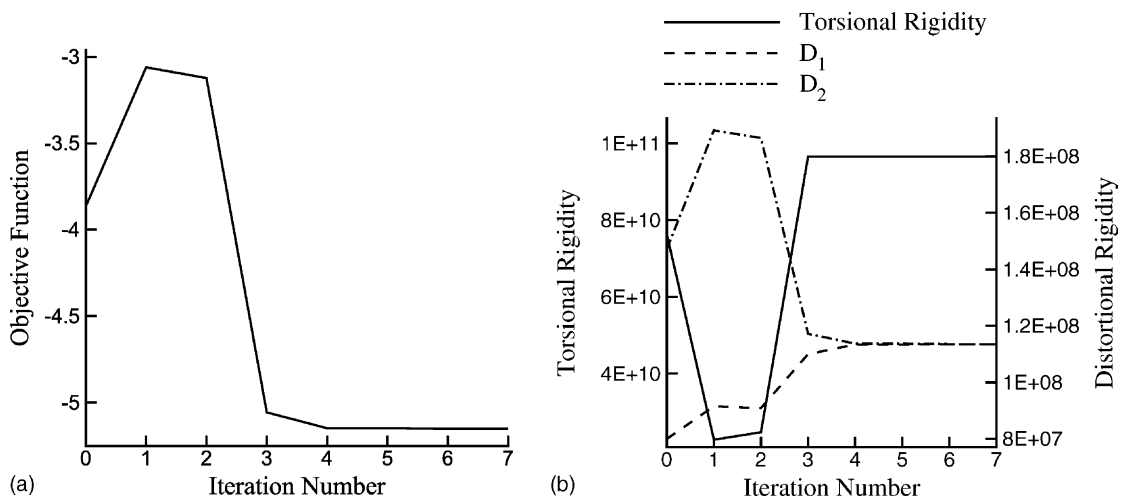 -3
-3.5
-4
-4.5
-5
Objective Function
0 1 2 3 4 5 6 7
Iteration Number
(a)
Torsional Rigidity
D1
D2
1E+11
8E+10
6E+10
4E+10
Torsional Rigidity
1.8E+08
1.6E+08
1.4E+08
1.2E+08
1E+08
8E+07
Distortional Rigidity
0 1 2 3 4 5 6 7
Iteration Number
(b)